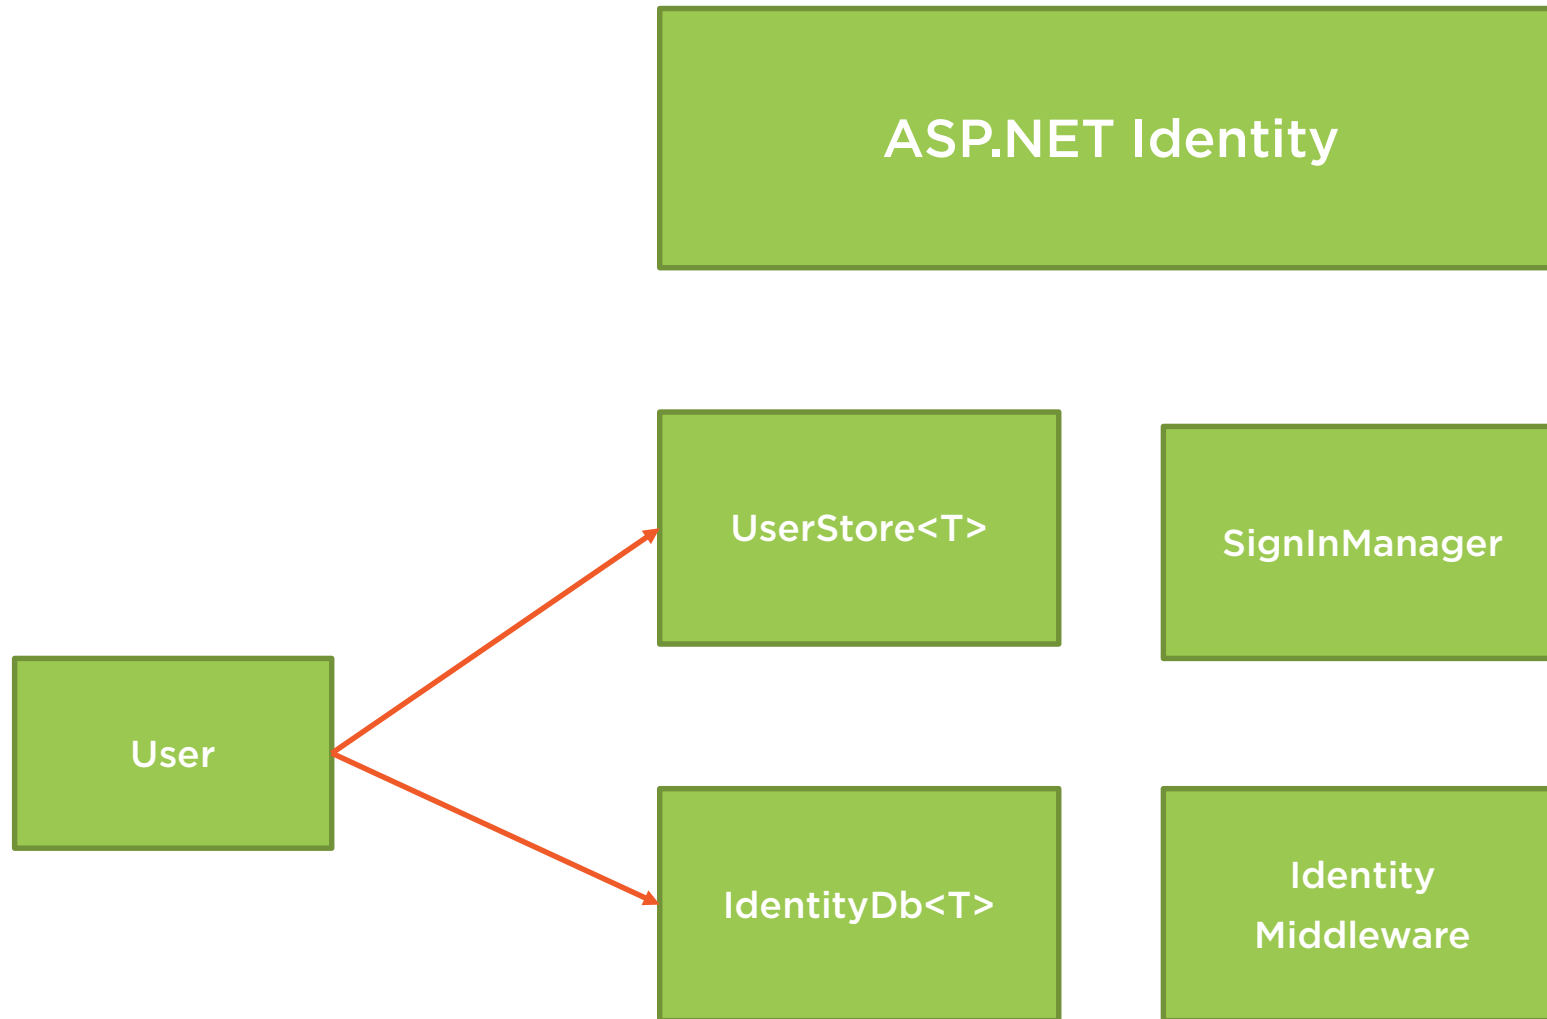 ASP.NET Identity
UserStore<T>
SignInManager
User
IdentityDb<T>
Identity
Middleware